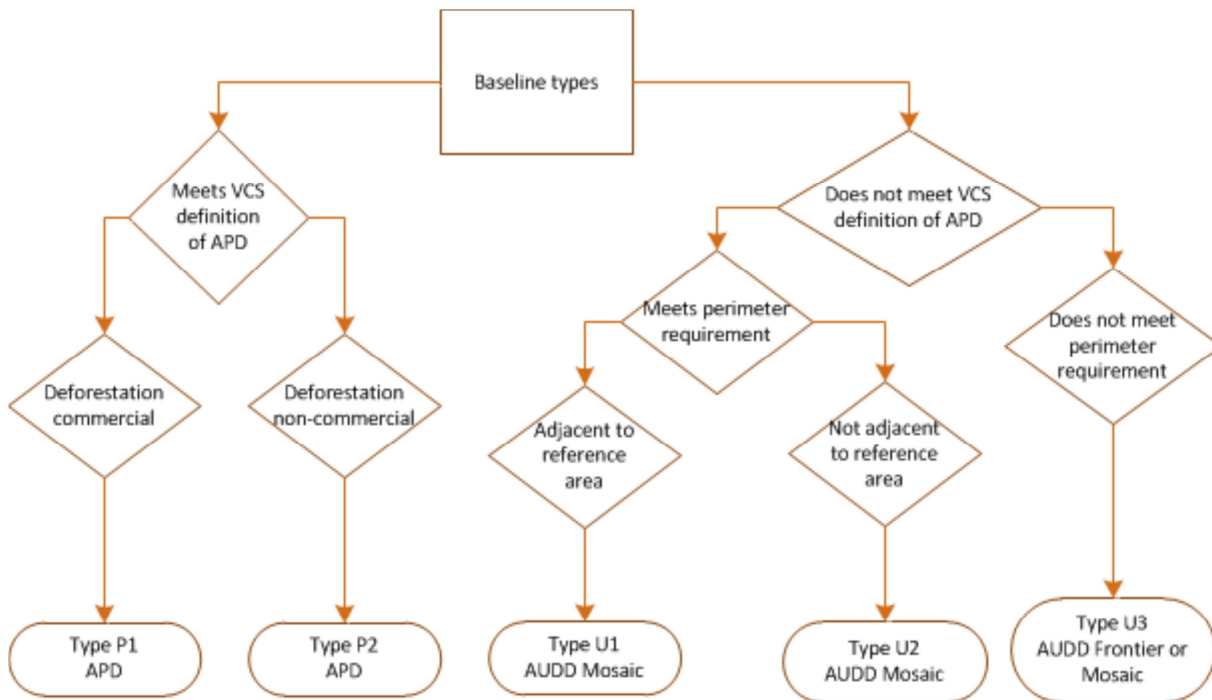 Baseline types
Meets VCS
definition
of APD
Does not meet VCS
definition of APD
Meets perimeter
requirement
Does not meet
perimeter
requirement
Deforestation
commercial
Deforestation
non-commercial
Adjacent to
reference
area
Not adjacent
to reference
area
Type P1
APD
Type P2
APD
Type U1
AUDD Mosaic
Type U2
AUDD Mosaic
Type U3
AUDD Frontier or
Mosaic